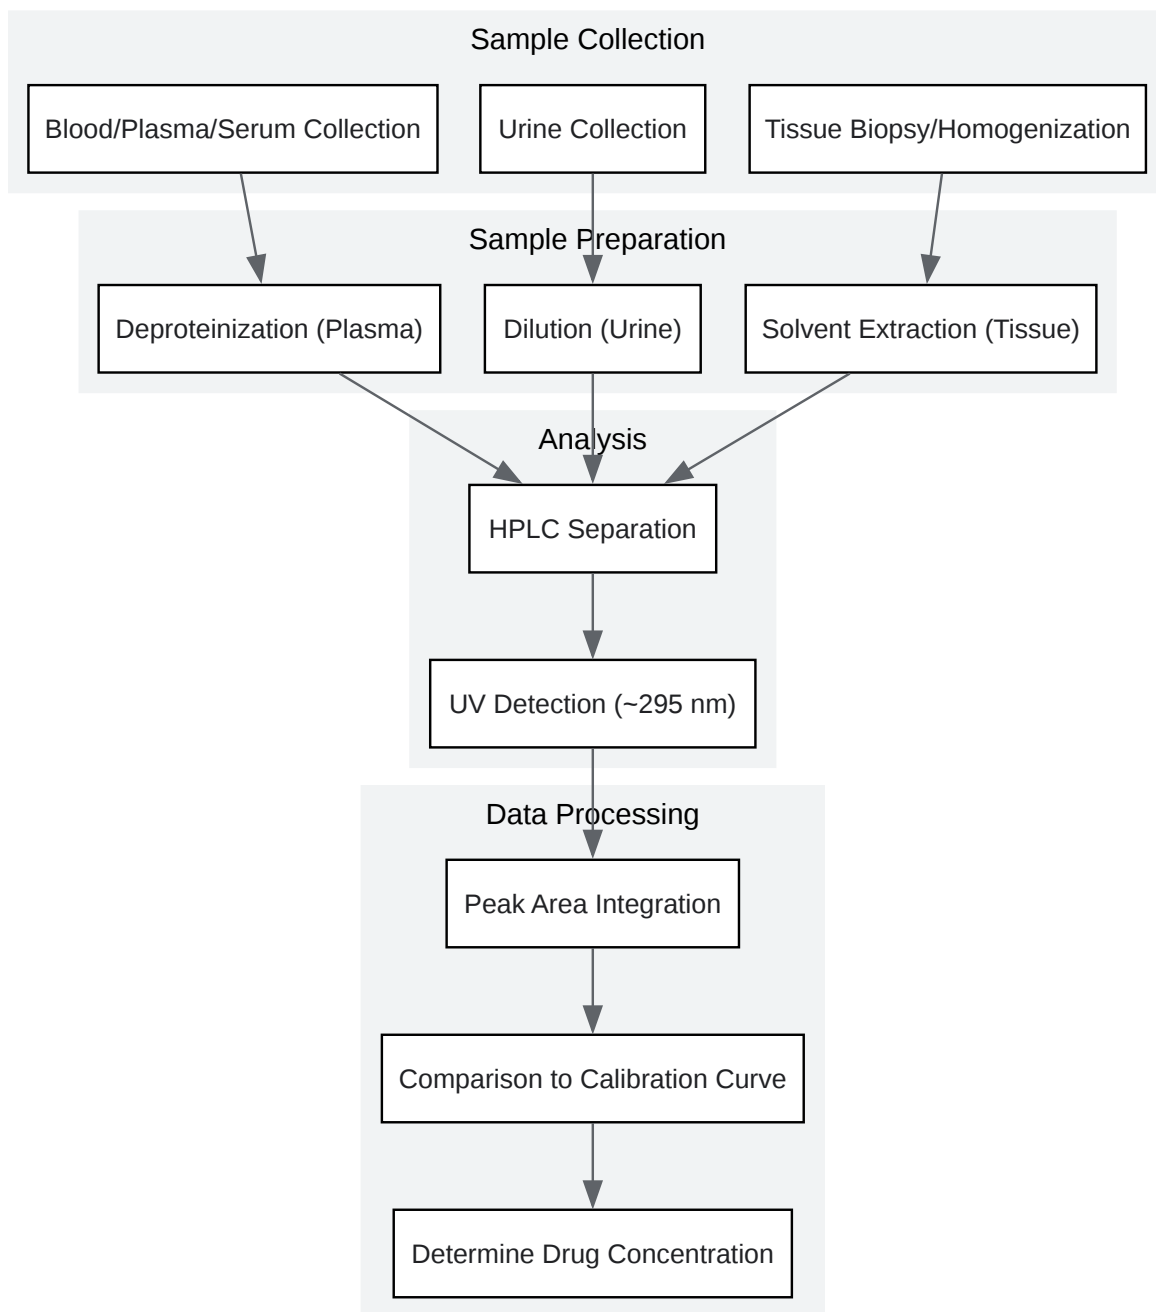 Sample Collection
Blood/Plasma/Serum Collection
Urine Collection
Tissue Biopsy/Homogenization
Sample Preparation
Deproteinization (Plasma)
Dilution (Urine)
Solvent Extraction (Tissue)
Analysis
HPLC Separation
UV Detection (~295 nm)
Data Processing
Peak Area Integration
Comparison to Calibration Curve
Determine Drug Concentration